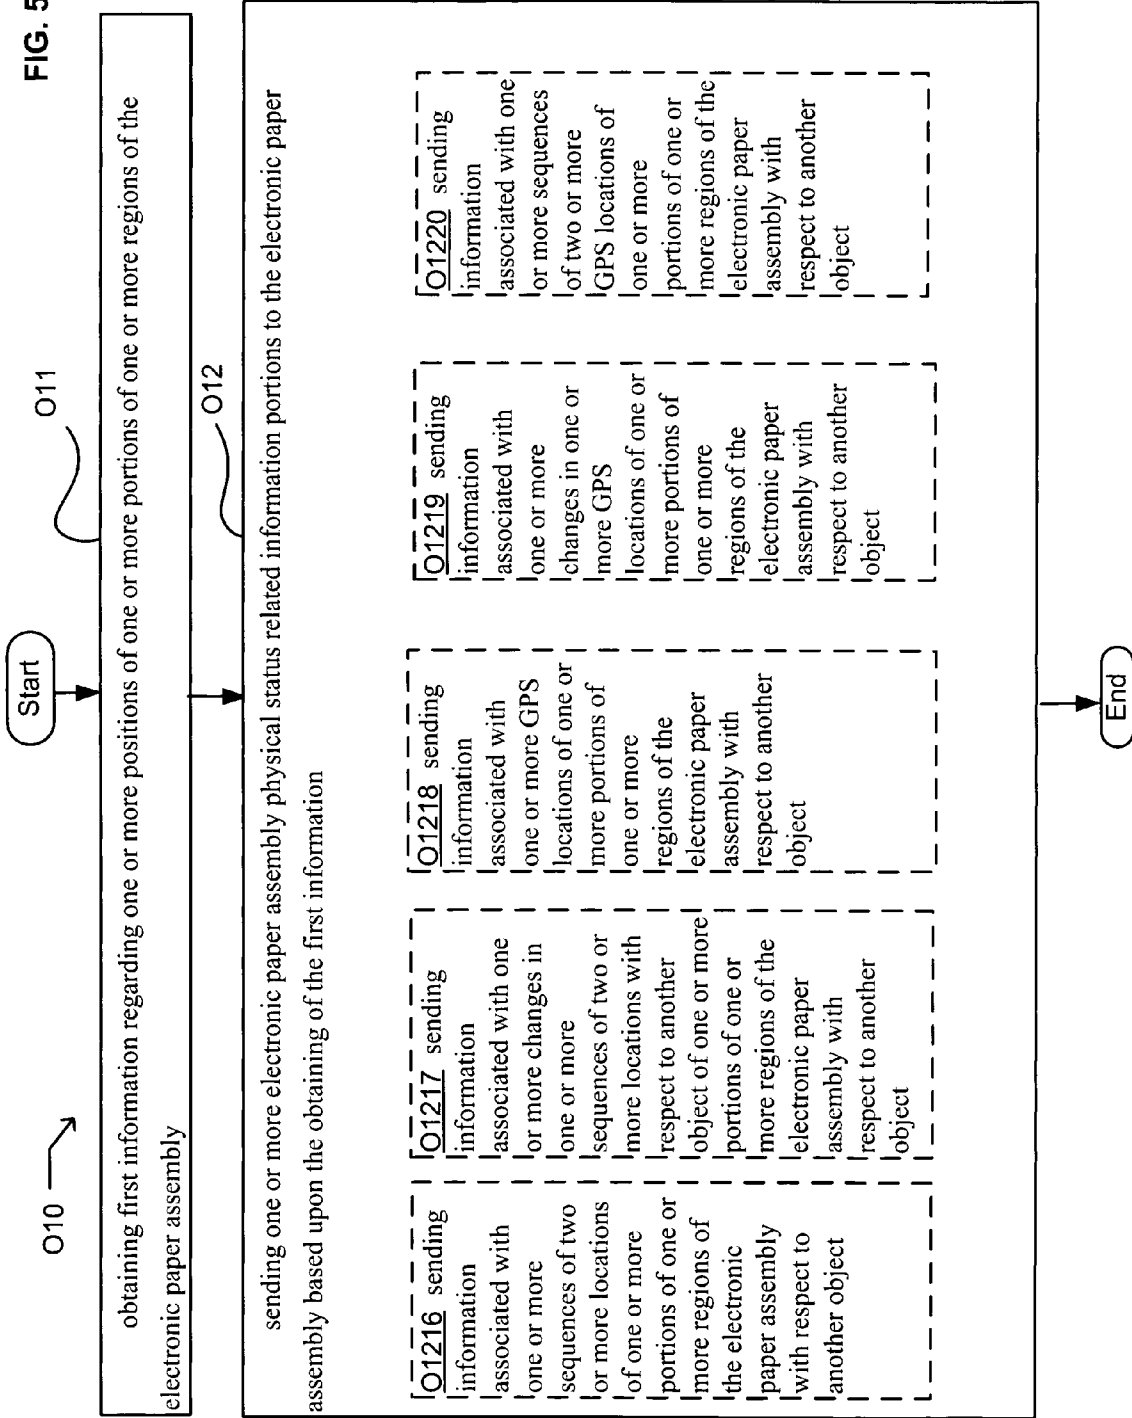 FIG. 5
Start
O10
O11
obtaining first information regarding one or more positions of one or more portions of one or more regions of the
electronic paper assembly
O12
sending one or more electronic paper assembly physical status related information portions to the electronic paper
assembly based upon the obtaining of the first information
O1216 sending
information
associated with
one or more
sequences of two
or more locations
of one or more
portions of one or
more regions of
the electronic
paper assembly
with respect to
another object
O1217 sending
information
associated with one
or more changes in
one or more
sequences of two or
more locations with
respect to another
object of one or more
portions of one or
more regions of the
electronic paper
assembly with
respect to another
object
O1218 sending
information
associated with
one or more GPS
locations of one or
more portions of
one or more
regions of the
electronic paper
assembly with
respect to another
object
O1219 sending
information
associated with
one or more
changes in one or
more GPS
locations of one or
more portions of
one or more
regions of the
electronic paper
assembly with
respect to another
object
O1220 sending
information
associated with one
or more sequences
of two or more
GPS locations of
one or more
portions of one or
more regions of the
electronic paper
assembly with
respect to another
object
End